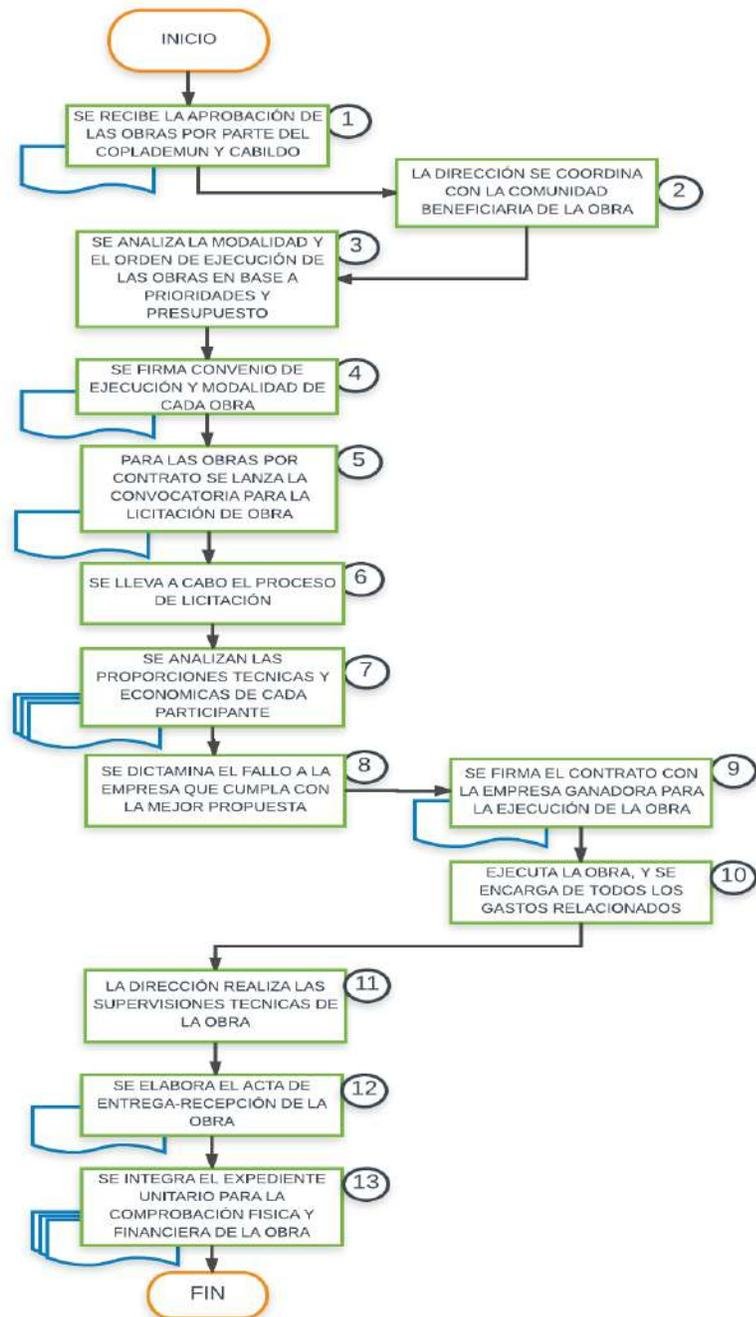 INICIO
SE RECIBE LA APROBACIÓN DE
LAS OBRAS POR PARTE DEL
COPLADEMUN Y CABILDO
1
LA DIRECCIÓN SE COORDINA
CON LA COMUNIDAD
BENEFICIARIA DE LA OBRA
2
SE ANALIZA LA MODALIDAD Y
EL ORDEN DE EJECUCIÓN DE
LAS OBRAS EN BASE A
PRIORIDADES Y
PRESUPUESTO
3
SE FIRMA CONVENIO DE
EJECUCIÓN Y MODALIDAD DE
CADA OBRA
4
PARA LAS OBRAS POR
CONTRATO SE LANZA LA
CONVOCATORIA PARA LA
LICITACIÓN DE OBRA
5
SE LLEVA A CABO EL PROCESO
DE LICITACIÓN
6
SE ANALIZAN LAS
PROPORCIONES TECNICAS Y
ECONOMICAS DE CADA
PARTICIPANTE
7
SE DICTAMINA EL FALLO A LA
EMPRESA QUE CUMPLA CON
LA MEJOR PROPUESTA
8
SE FIRMA EL CONTRATO CON
LA EMPRESA GANADORA PARA
LA EJECUCIÓN DE LA OBRA
9
EJECUTA LA OBRA, Y SE
ENCARGA DE TODOS LOS
GASTOS RELACIONADOS
10
LA DIRECCIÓN REALIZA LAS
SUPERVISIONES TECNICAS DE
LA OBRA
11
SE ELABORA EL ACTA DE
ENTREGA-RECEPCIÓN DE LA
OBRA
12
SE INTEGRA EL EXPEDIENTE
UNITARIO PARA LA
COMPROBACIÓN FISICA Y
FINANCIERA DE LA OBRA
13
FIN